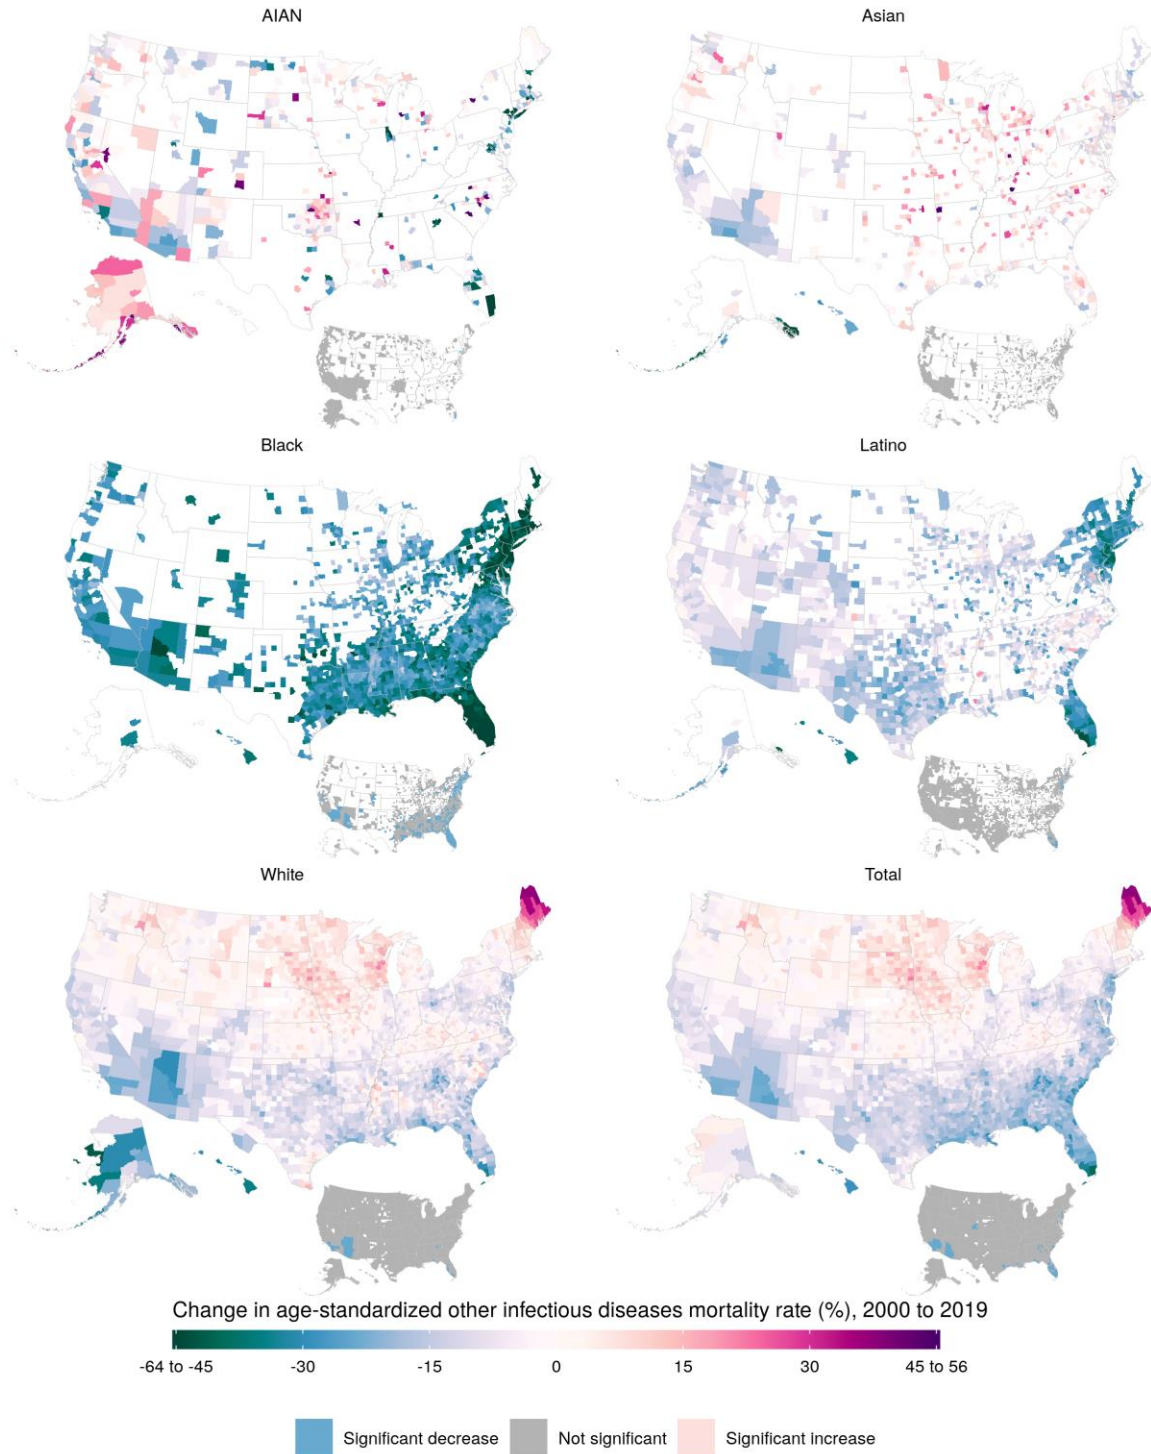 AIAN
Asian
Black
Latino
White
Total
Change in age-standardized other infectious diseases mortality rate (%), 2000 to 2019
-64 to -45 -30 -15 0 15 30 45 to 56
Significant decrease Not significant Significant increase